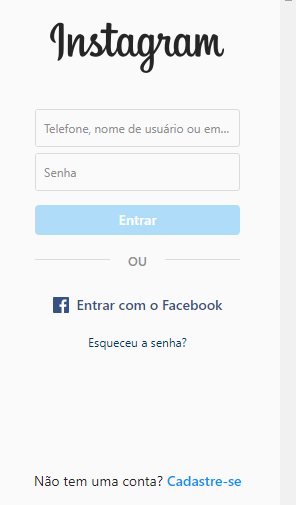 Instagram
Telefone, nome de usuário ou em...
Senha
Entrar
OU
Entrar com o Facebook
Esqueceu a senha?
Não tem uma conta? Cadastre-se